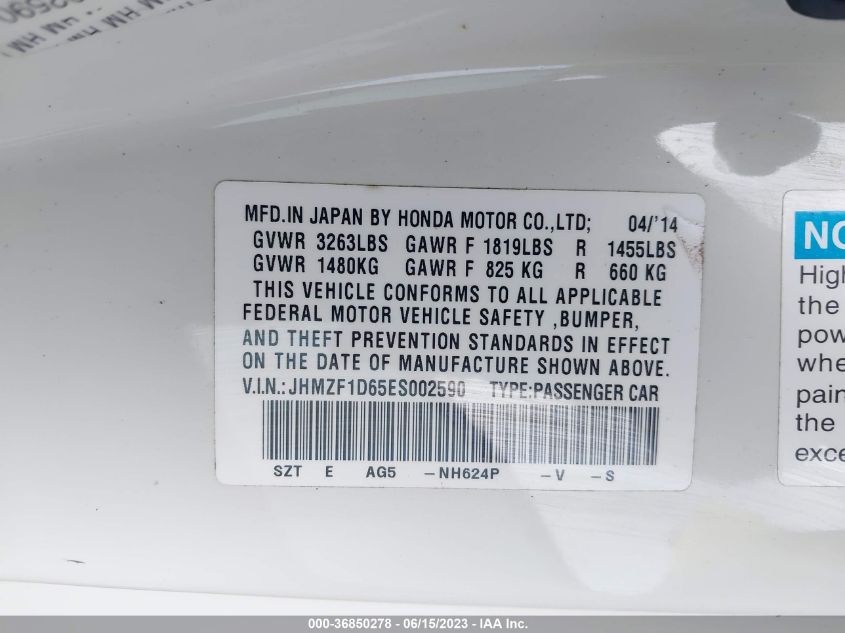 MFD.IN JAPAN BY HONDA MOTOR CO.,LTD; 04/'14
GVWR 3263LBS GAWR F 1819LBS R 1455LBS
GVWR 1480KG GAWR F 825 KG R 660 KG
THIS VEHICLE CONFORMS TO ALL APPLICABLE
FEDERAL MOTOR VEHICLE SAFETY ,BUMPER,
AND THEFT PREVENTION STANDARDS IN EFFECT
ON THE DATE OF MANUFACTURE SHOWN ABOVE.
V.I.N.: JHMZF1D65ES002590 TYPE:PASSENGER CAR
SZT E AG5 -NH624P -V -S
NO
High
the
pow
whe
pain
the
exce
000-36850278 - 06/15/2023 - IAA Inc.